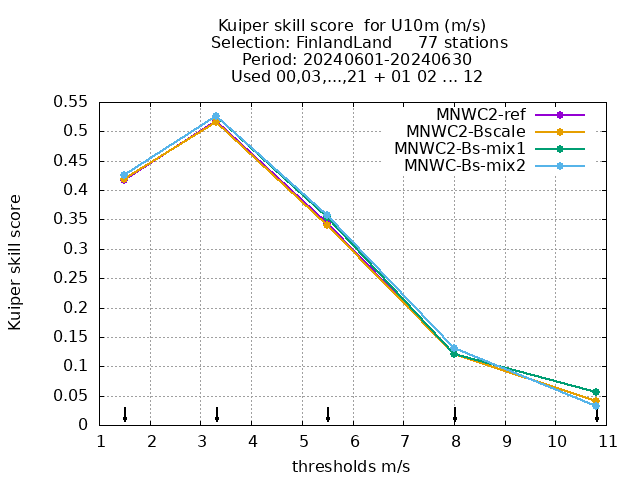 Kuiper skill score  for U10m (m/s)
Selection: FinlandLand     77 stations
Period: 20240601-20240630
Used 00,03,...,21 + 01 02 ... 12
MNWC2-ref
MNWC2-Bscale
MNWC2-Bs-mix1
MNWC-Bs-mix2
Kuiper skill score
0.55
0.5
0.45
0.4
0.35
0.3
0.25
0.2
0.15
0.1
0.05
0
1 2 3 4 5 6 7 8 9 10 11
thresholds m/s